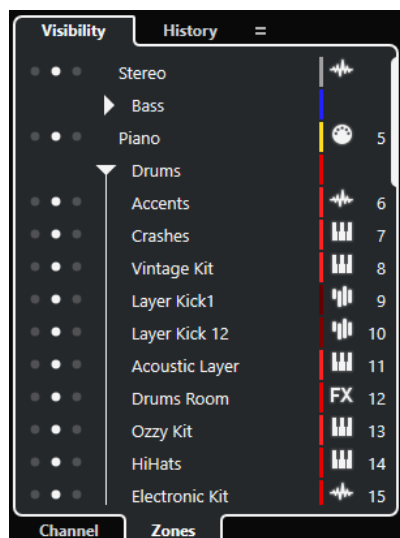 Visibility History =
Stereo
Bass
Piano 5
Drums
Accents 6
Crashes 7
Vintage Kit 8
Layer Kick1 9
Layer Kick 12 10
Acoustic Layer 11
Drums Room FX 12
Ozzy Kit 13
HiHats 14
Electronic Kit 15
Channel Zones